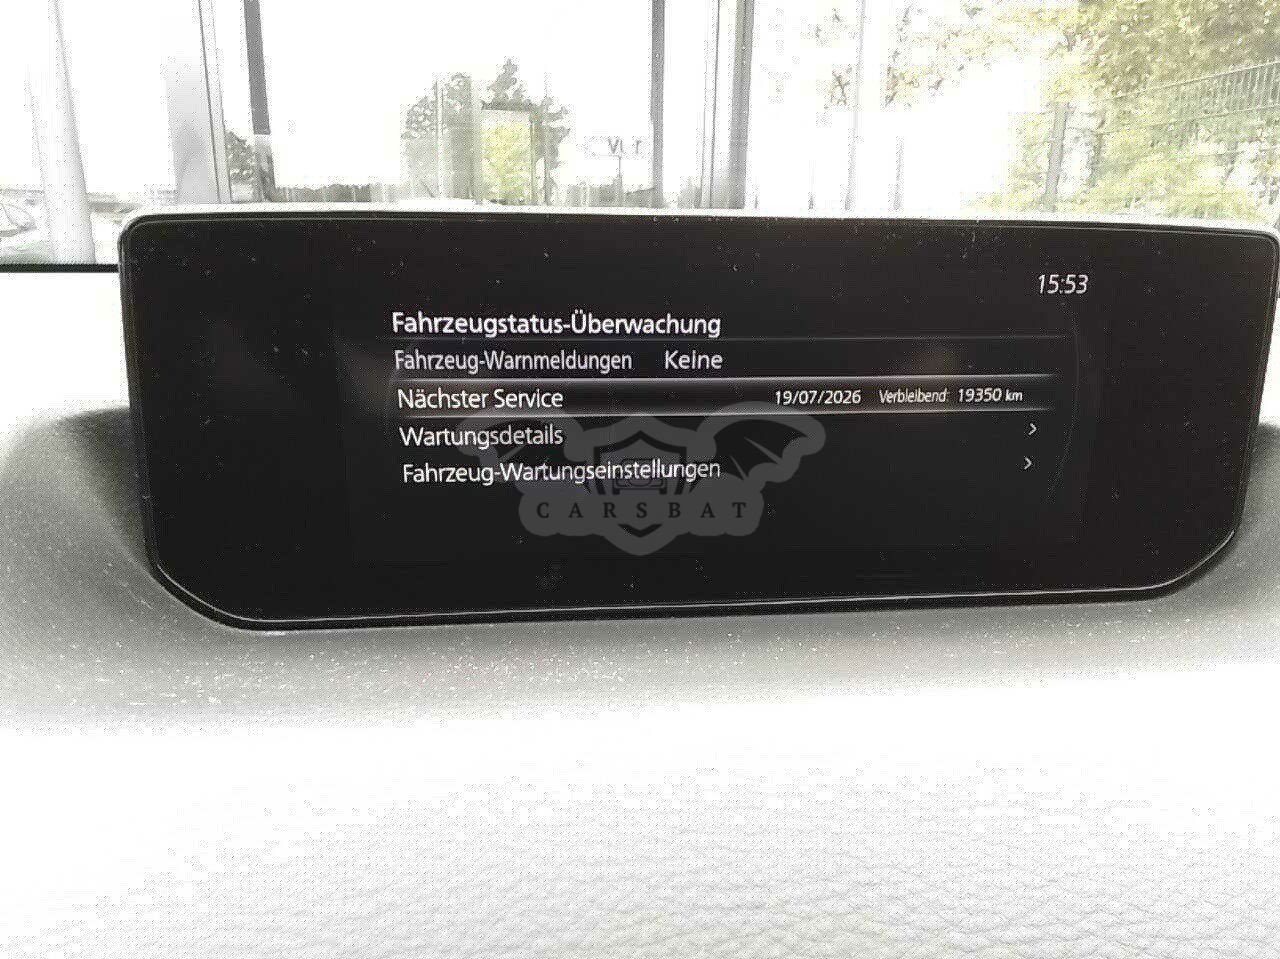 15:53
Fahrzeugstatus-Überwachung
Fahrzeug-Warnmeldungen Keine
Nächster Service 19/07/2026 Verbleibend: 19350 km
Wartungsdetails
Fahrzeug-Wartungseinstellungen
CARSBAT